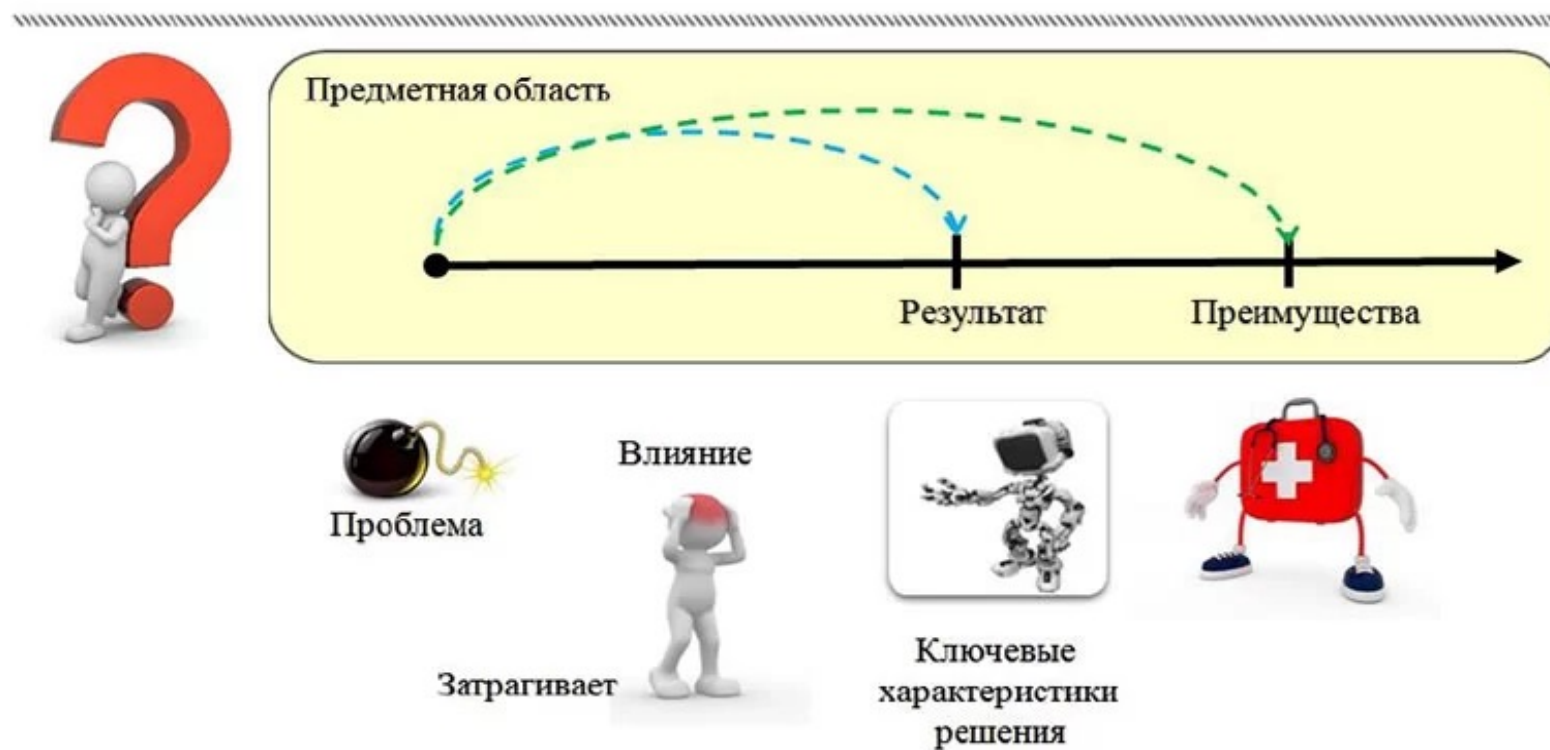 Предметная область
Результат
Преимущества
Влияние
Проблема
Затрагивает
Ключевые
характеристики
решения